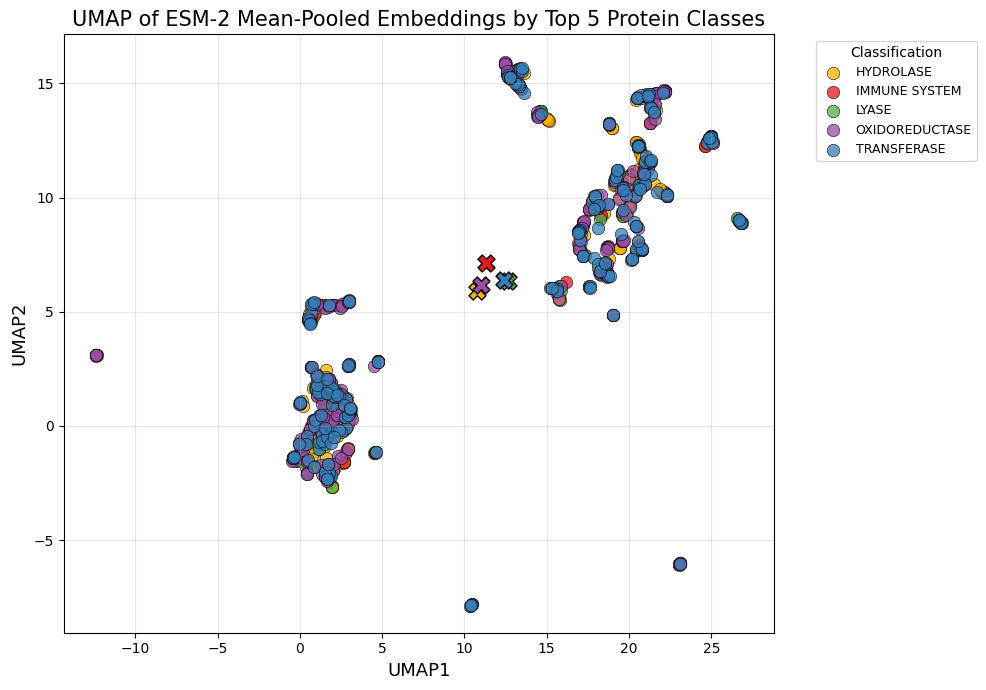 UMAP of ESM-2 Mean-Pooled Embeddings by Top 5 Protein Classes
Classification
HYDROLASE
IMMUNE SYSTEM
LYASE
OXIDOREDUCTASE
TRANSFERASE
UMAP2
15
10
5
0
−5
−10
−5
0
5
10
15
20
25
UMAP1